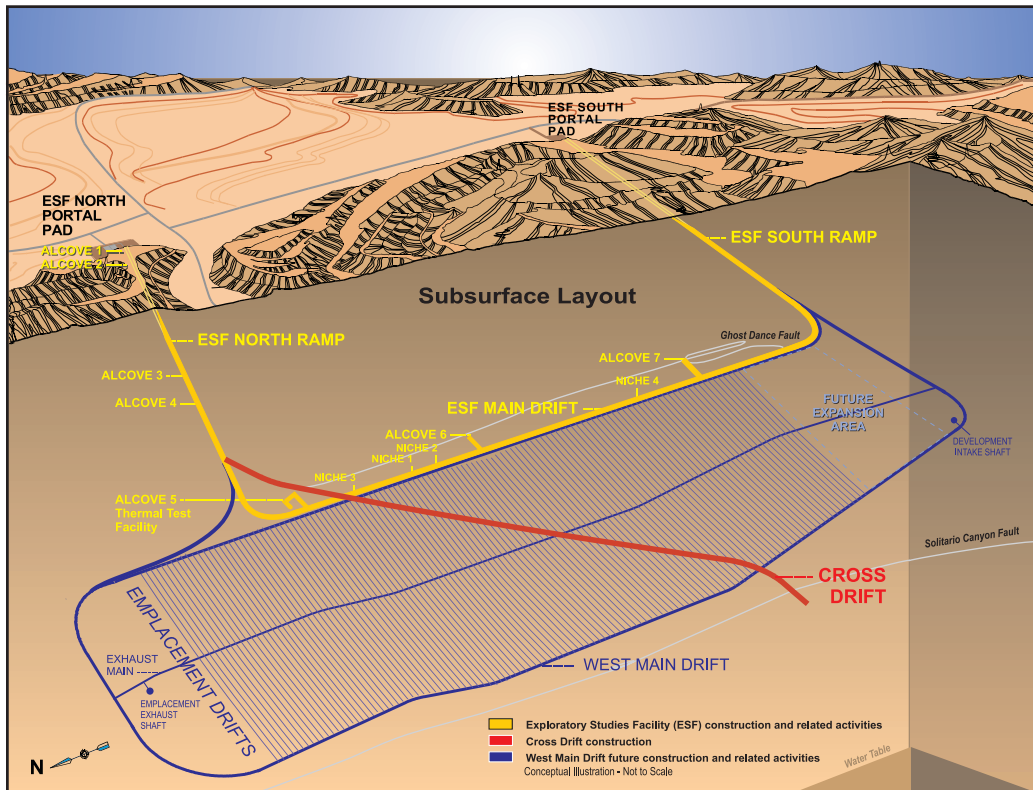 ESF SOUTH
PORTAL
PAD
ESF NORTH
PORTAL
PAD
ALCOVE 1
ALCOVE 2
ESF SOUTH RAMP
Subsurface Layout
ESF NORTH RAMP
Ghost Dance Fault
ALCOVE 7
ALCOVE 3
NICHE 4
ALCOVE 4
ESF MAIN DRIFT
FUTURE
EXPANSION
AREA
ALCOVE 6
NICHE 2
NICHE 1
DEVELOPMENT
INTAKE SHAFT
NICHE 3
ALCOVE 5
Thermal Test
Facility
Solitario Canyon Fault
CROSS
DRIFT
EMPLACEMENT DRIFTS
EXHAUST
MAIN
WEST MAIN DRIFT
EMPLACEMENT
EXHAUST
SHAFT
Exploratory Studies Facility (ESF) construction and related activities
Cross Drift construction
West Main Drift future construction and related activities
Conceptual Illustration - Not to Scale
Water Table
N